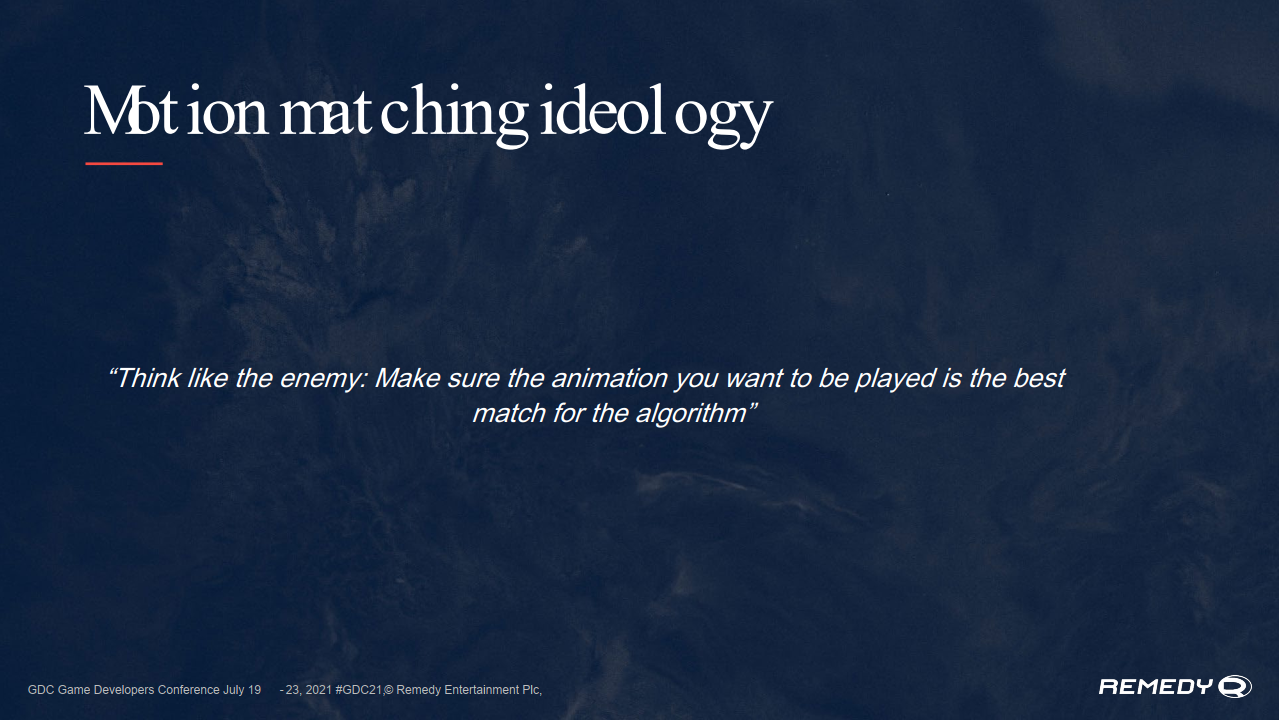 Motion matching ideology
“Think like the enemy: Make sure the animation you want to be played is the best
match for the algorithm”
GDC Game Developers Conference July 19 - 23, 2021 #GDC21,© Remedy Entertainment Plc,
REMEDY